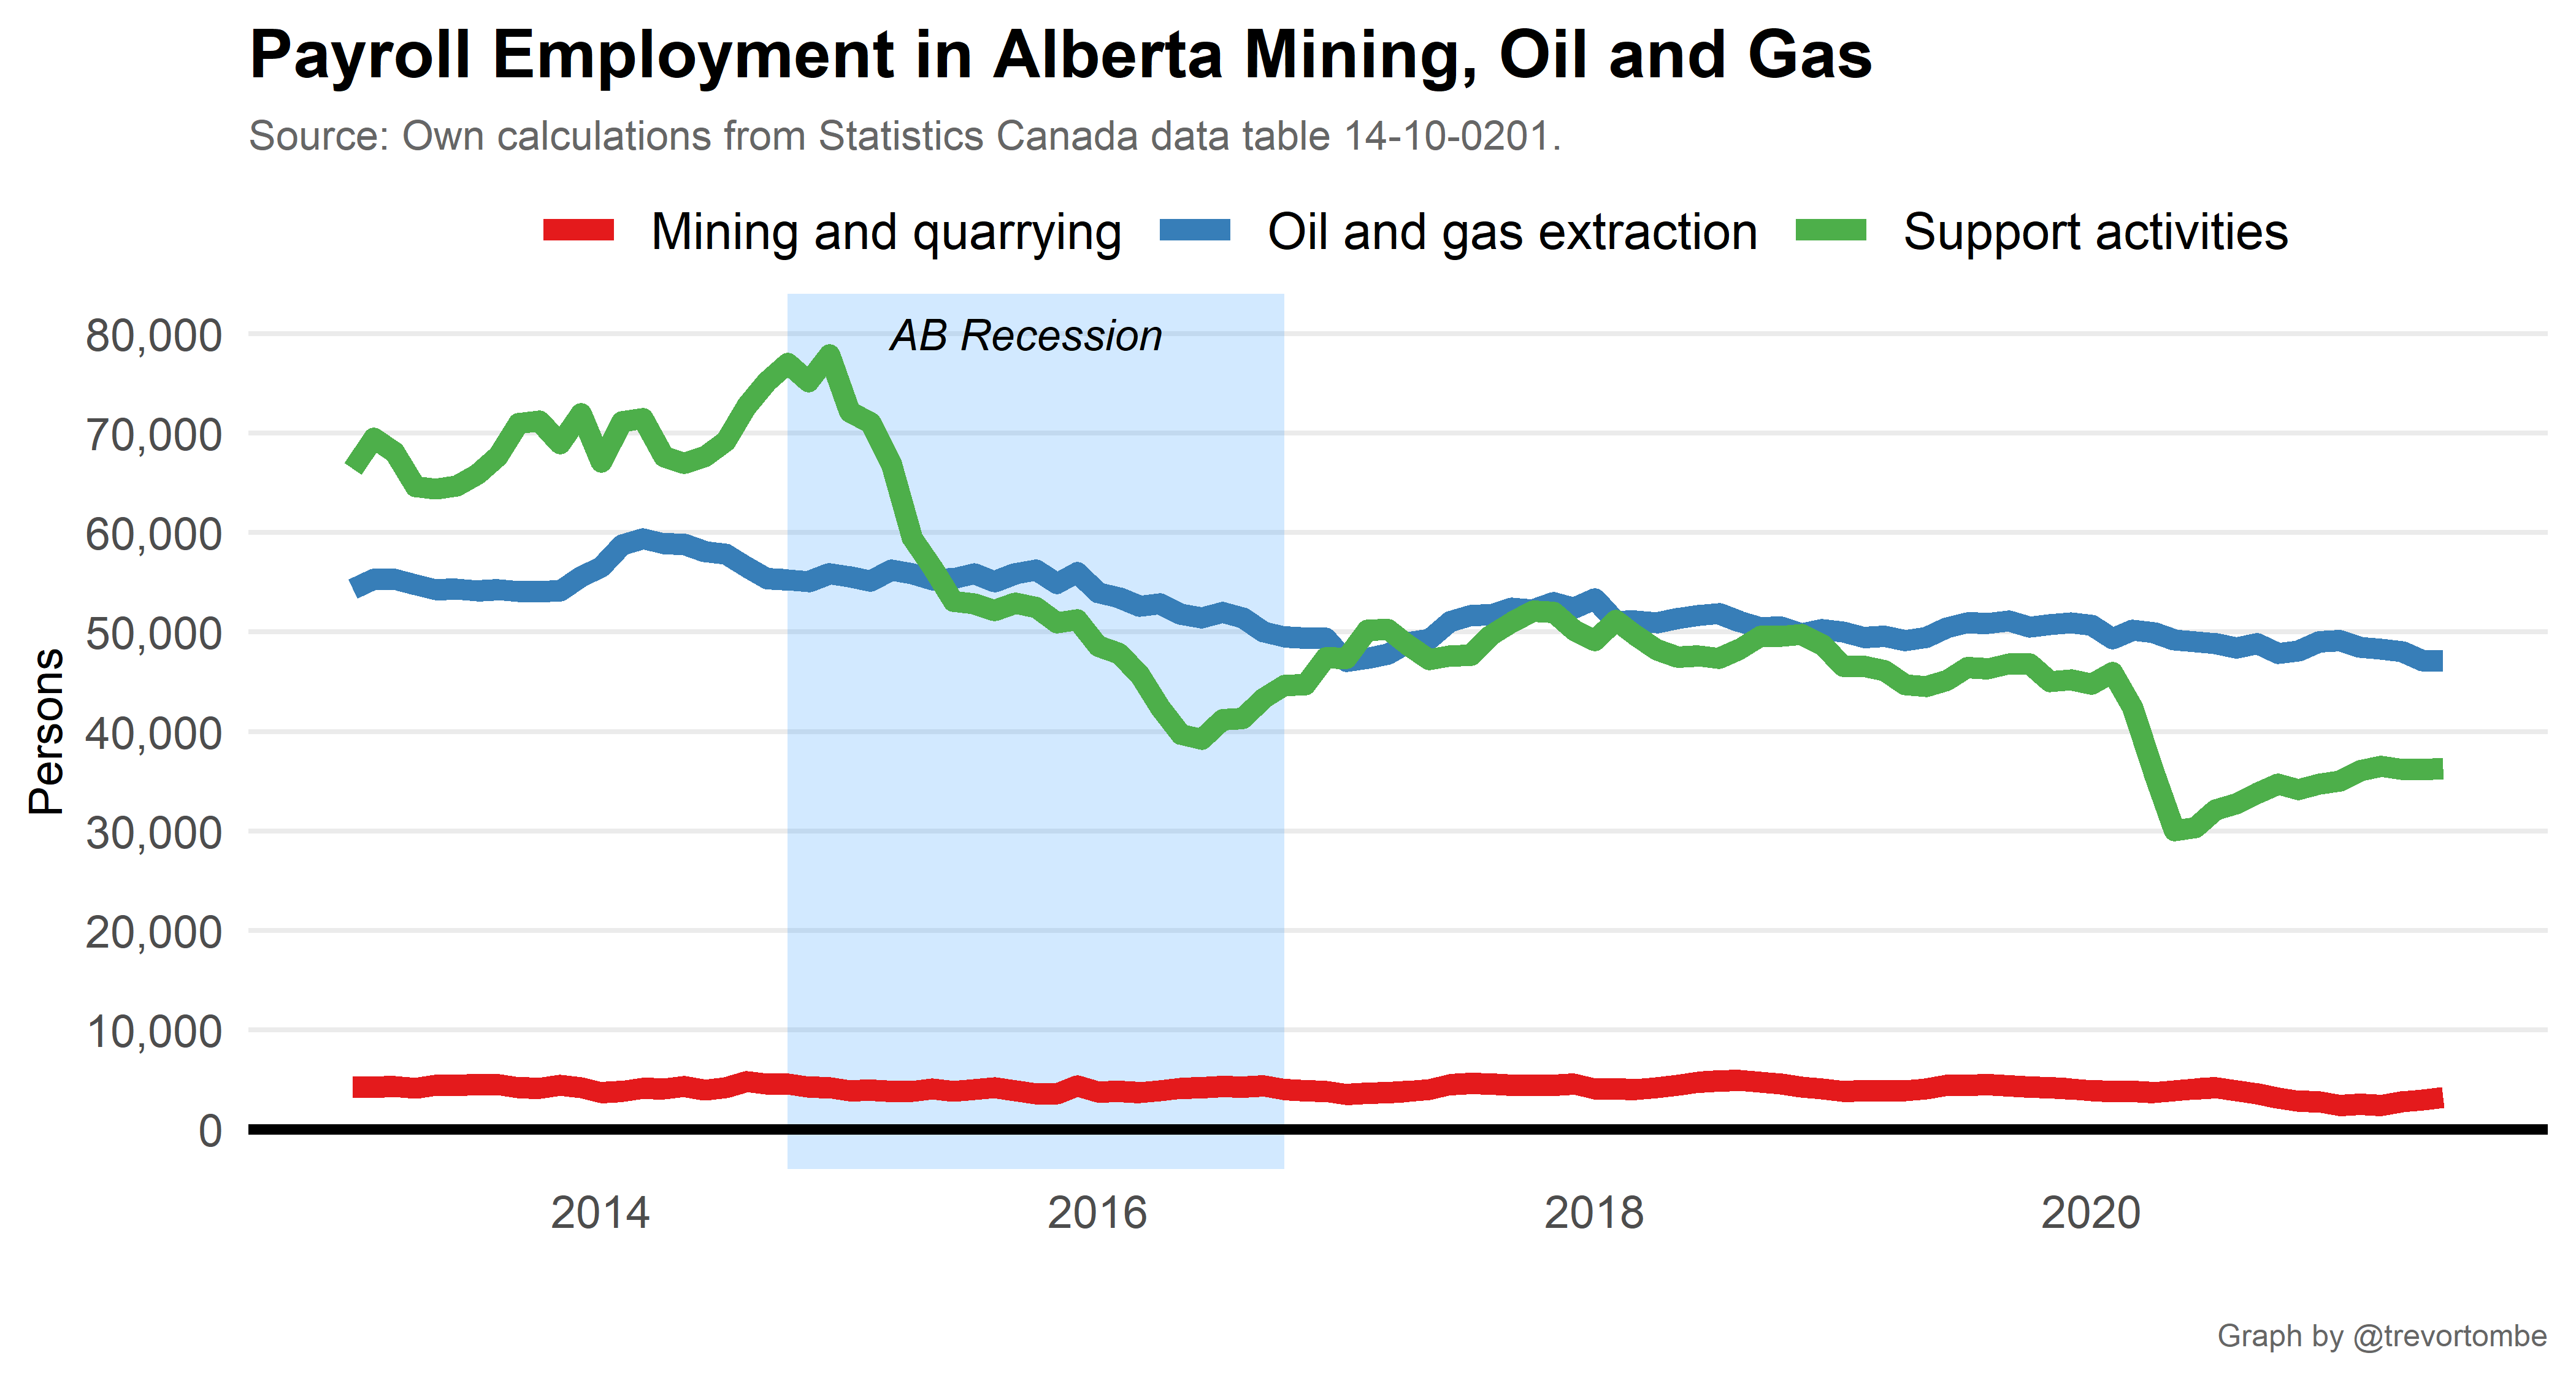 Payroll Employment in Alberta Mining, Oil and Gas
Source: Own calculations from Statistics Canada data table 14-10-0201.
Mining and quarrying Oil and gas extraction Support activities
AB Recession
80,000
70,000
60,000
50,000
40,000
30,000
20,000
10,000
0
Persons
2014 2016 2018 2020
Graph by @trevortombe